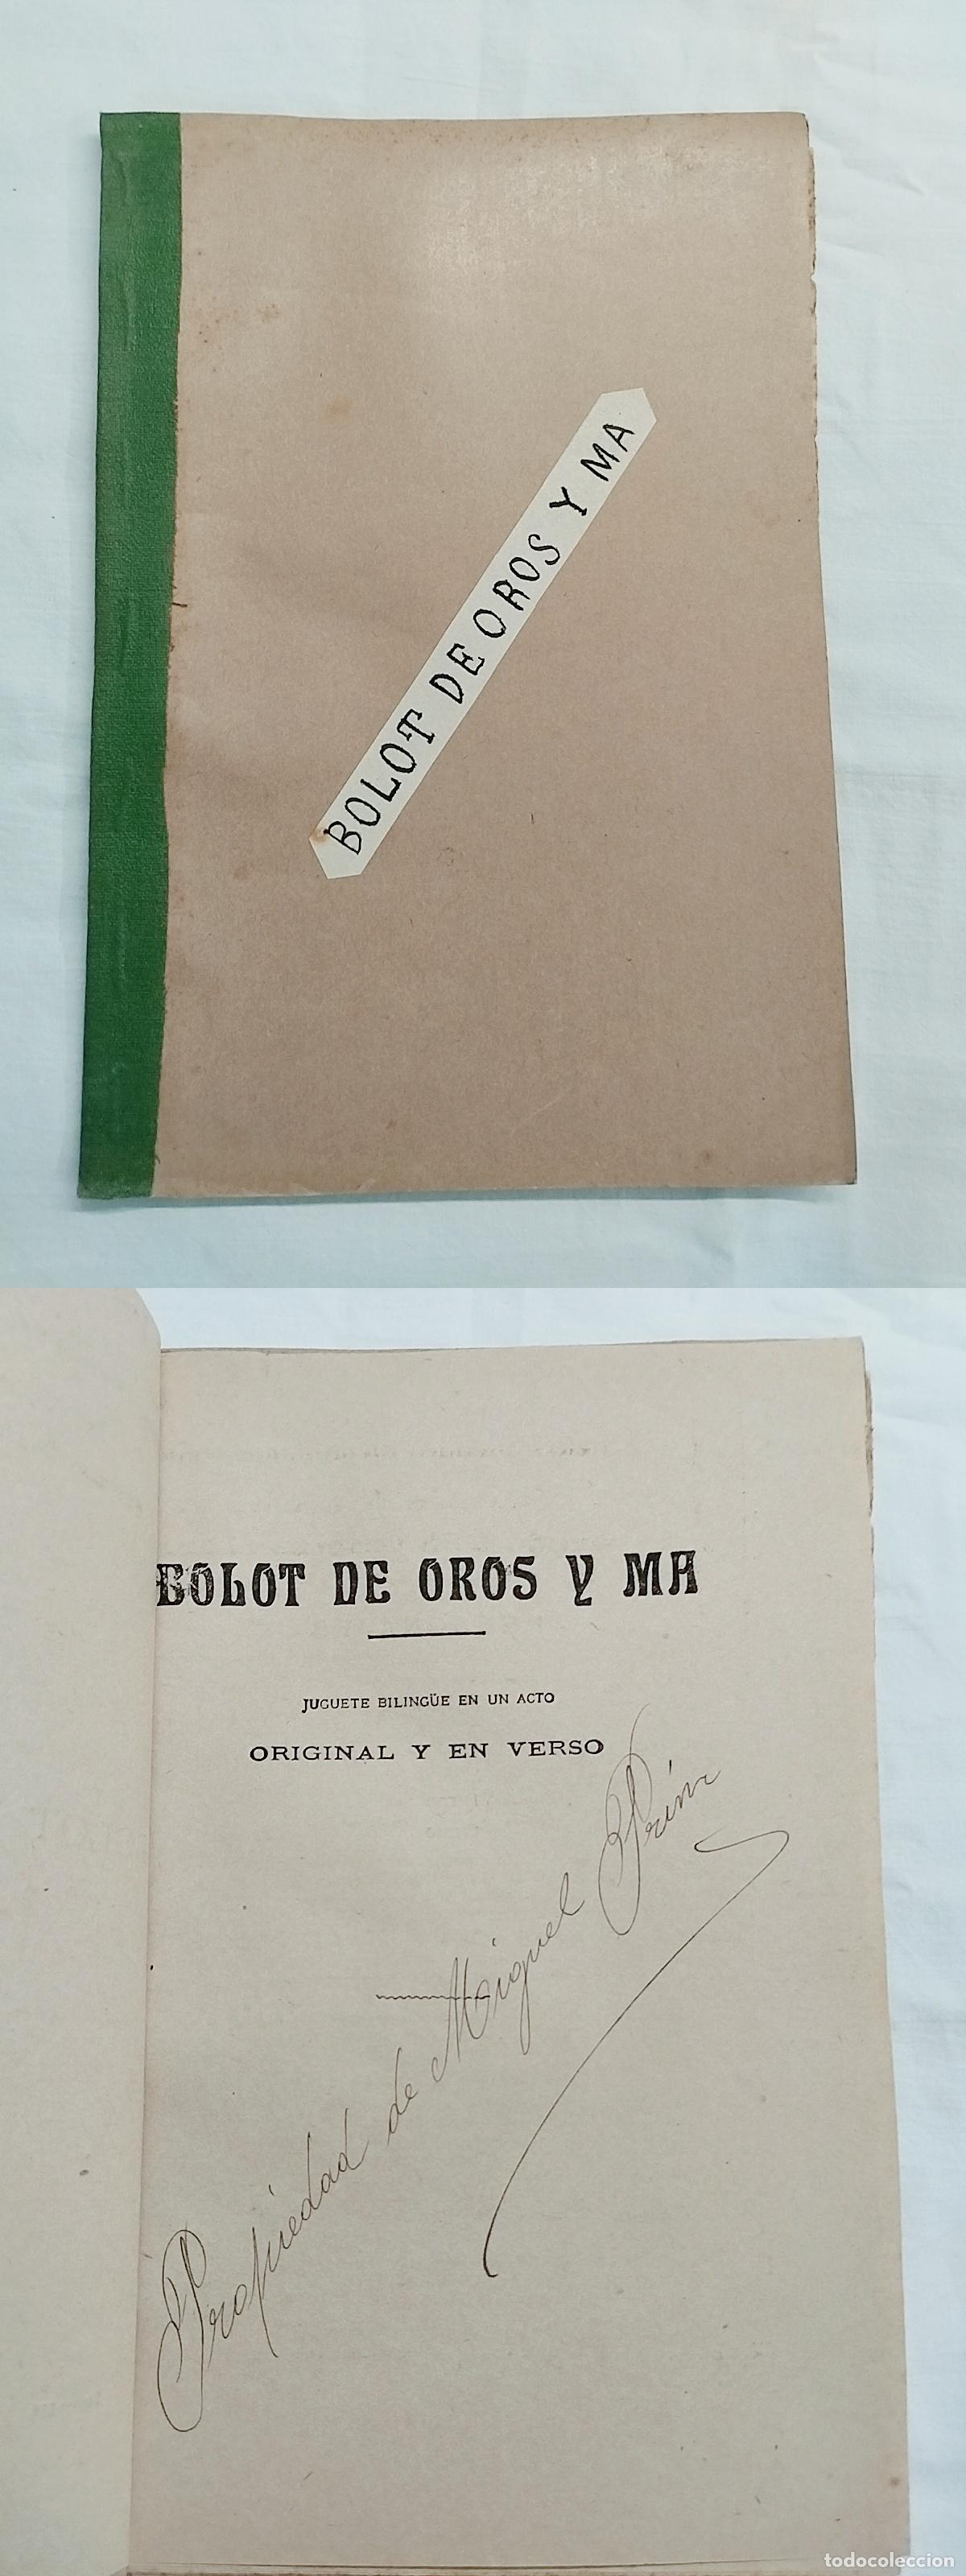 BOLOT DE OROS Y MA
BOLOT DE OROS Y MA
JUGUETE BILINGÜE EN UN ACTO
ORIGINAL Y EN VERSO
Propiedad de Miguel Prim
todocoleccion